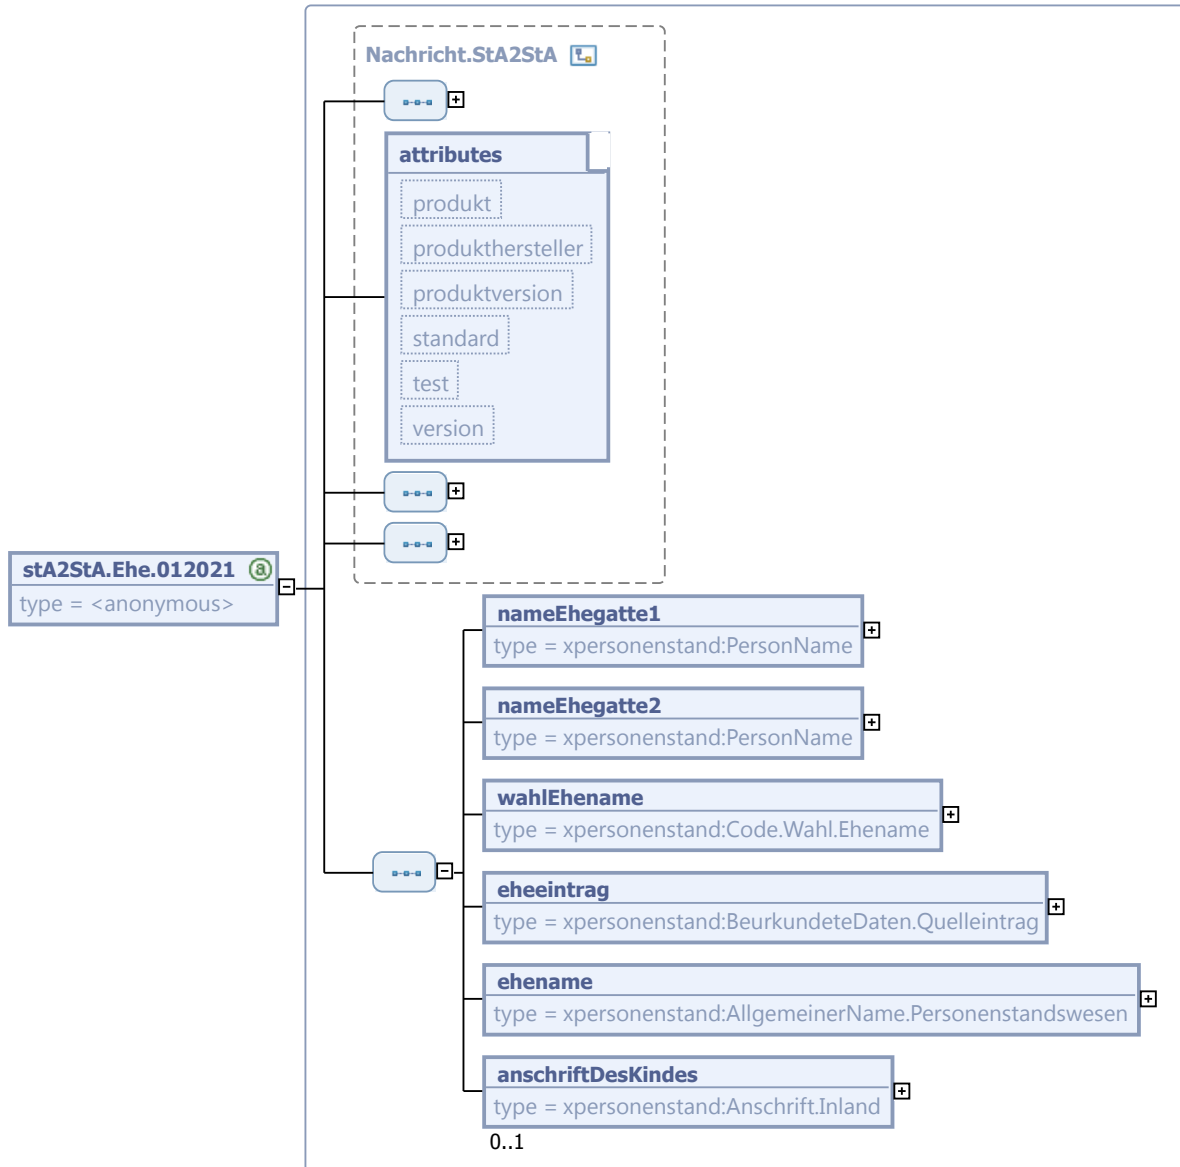 Nachricht.StA2StA
attributes
produkt
produkthersteller
produktversion
standard
test
version
stA2StA.Ehe.012021 a
type = <anonymous>
nameEhegatte1
type = xpersonenstand:PersonName
nameEhegatte2
type = xpersonenstand:PersonName
wahlEhename
type = xpersonenstand:Code.Wahl.Ehename
eheeintrag
type = xpersonenstand:BeurkundeteDaten.Quelleintrag
ehename
type = xpersonenstand:AllgemeinerName.Personenstandswesen
anschriftDesKindes
type = xpersonenstand:Anschrift.Inland
0..1